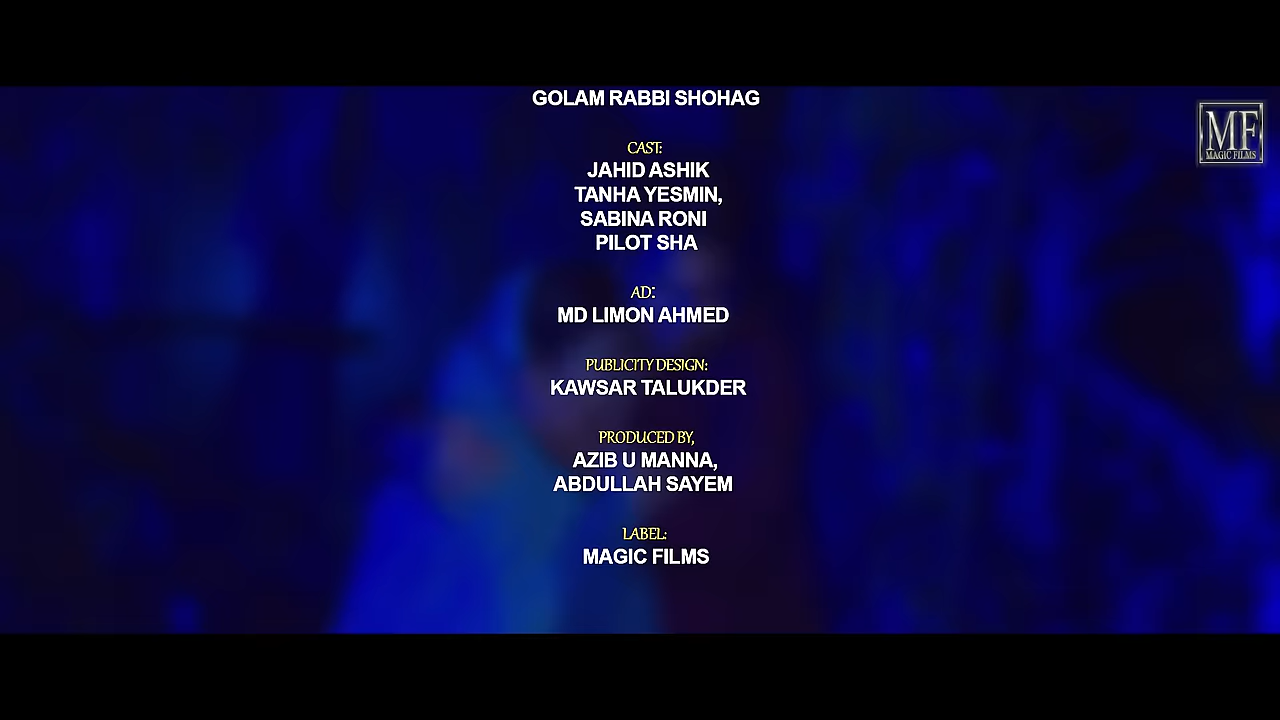 GOLAM RABBI SHOHAG
CAST:
JAHID ASHIK
TANHA YESMIN,
SABINA RONI
PILOT SHA
AD:
MD LIMON AHMED
PUBLICITY DESIGN:
KAWSAR TALUKDER
PRODUCED BY,
AZIB U MANNA,
ABDULLAH SAYEM
LABEL:
MAGIC FILMS
MF
MAGIC FILMS